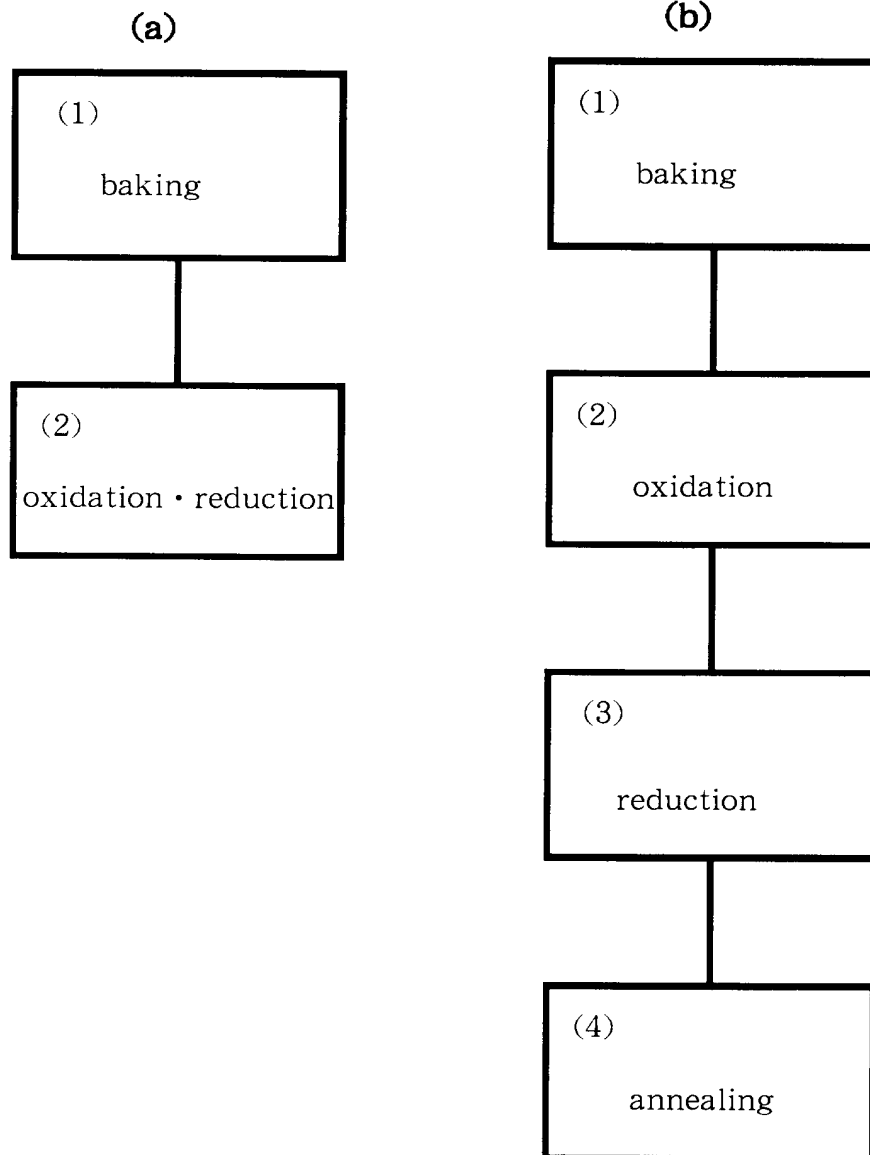 (a)
(1)
baking
(2)
oxidation・reduction
(b)
(1)
baking
(2)
oxidation
(3)
reduction
(4)
annealing